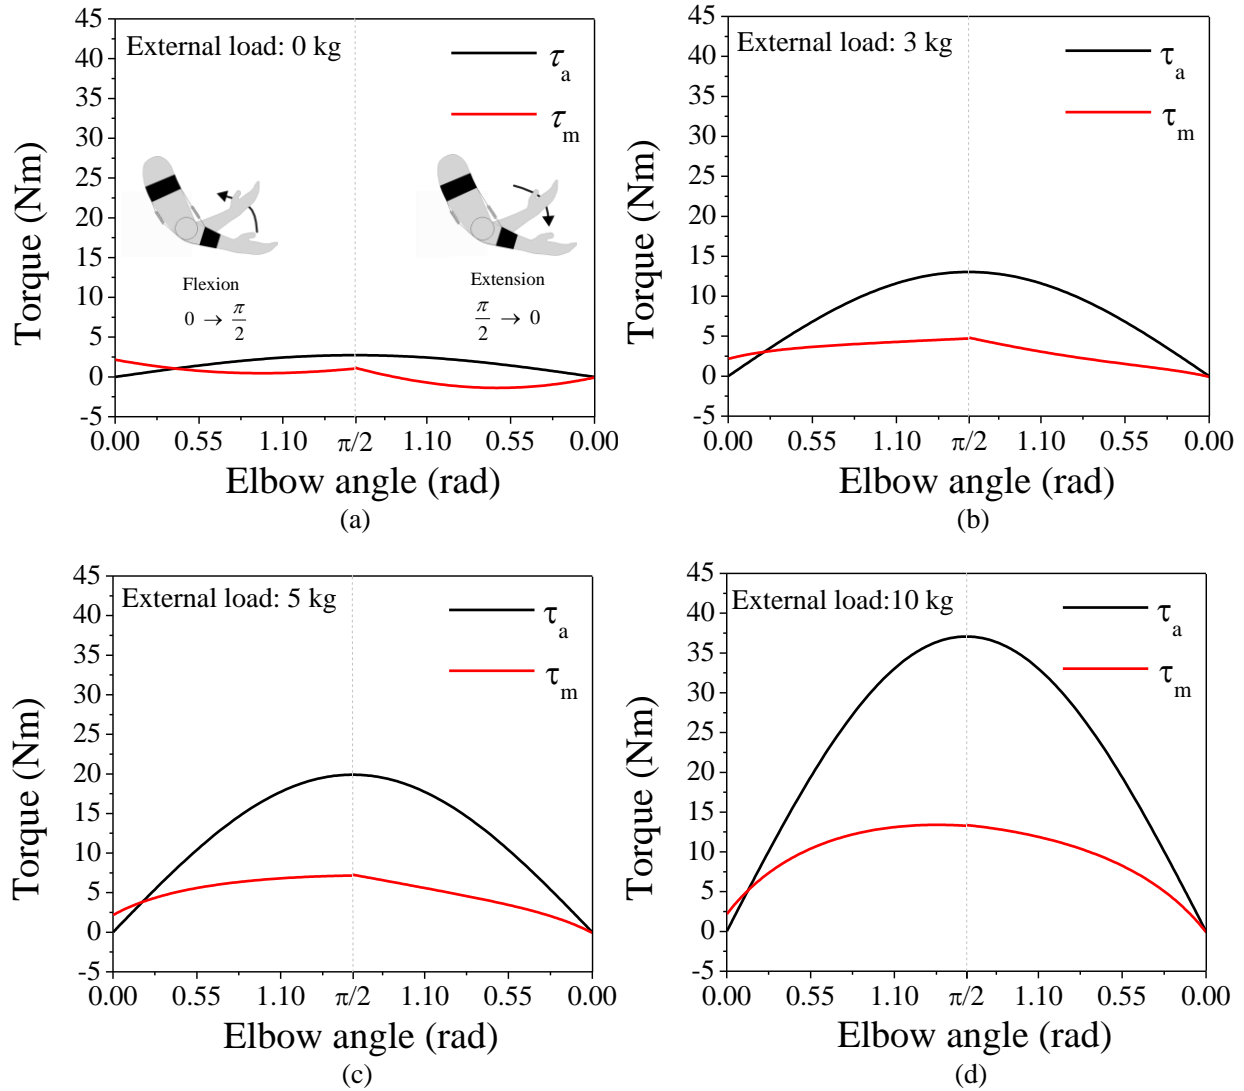 External load: 0 kg
τa
τm
Torque (Nm)
45
40
35
30
25
20
15
10
5
0
-5
Flexion
0 → π/2
Extension
π/2 → 0
0.00 0.55 1.10 π/2 1.10 0.55 0.00
Elbow angle (rad)
(a)
External load: 3 kg
τa
τm
Torque (Nm)
45
40
35
30
25
20
15
10
5
0
-5
0.00 0.55 1.10 π/2 1.10 0.55 0.00
Elbow angle (rad)
(b)
External load: 5 kg
τa
τm
Torque (Nm)
45
40
35
30
25
20
15
10
5
0
-5
0.00 0.55 1.10 π/2 1.10 0.55 0.00
Elbow angle (rad)
(c)
External load:10 kg
τa
τm
Torque (Nm)
45
40
35
30
25
20
15
10
5
0
-5
0.00 0.55 1.10 π/2 1.10 0.55 0.00
Elbow angle (rad)
(d)